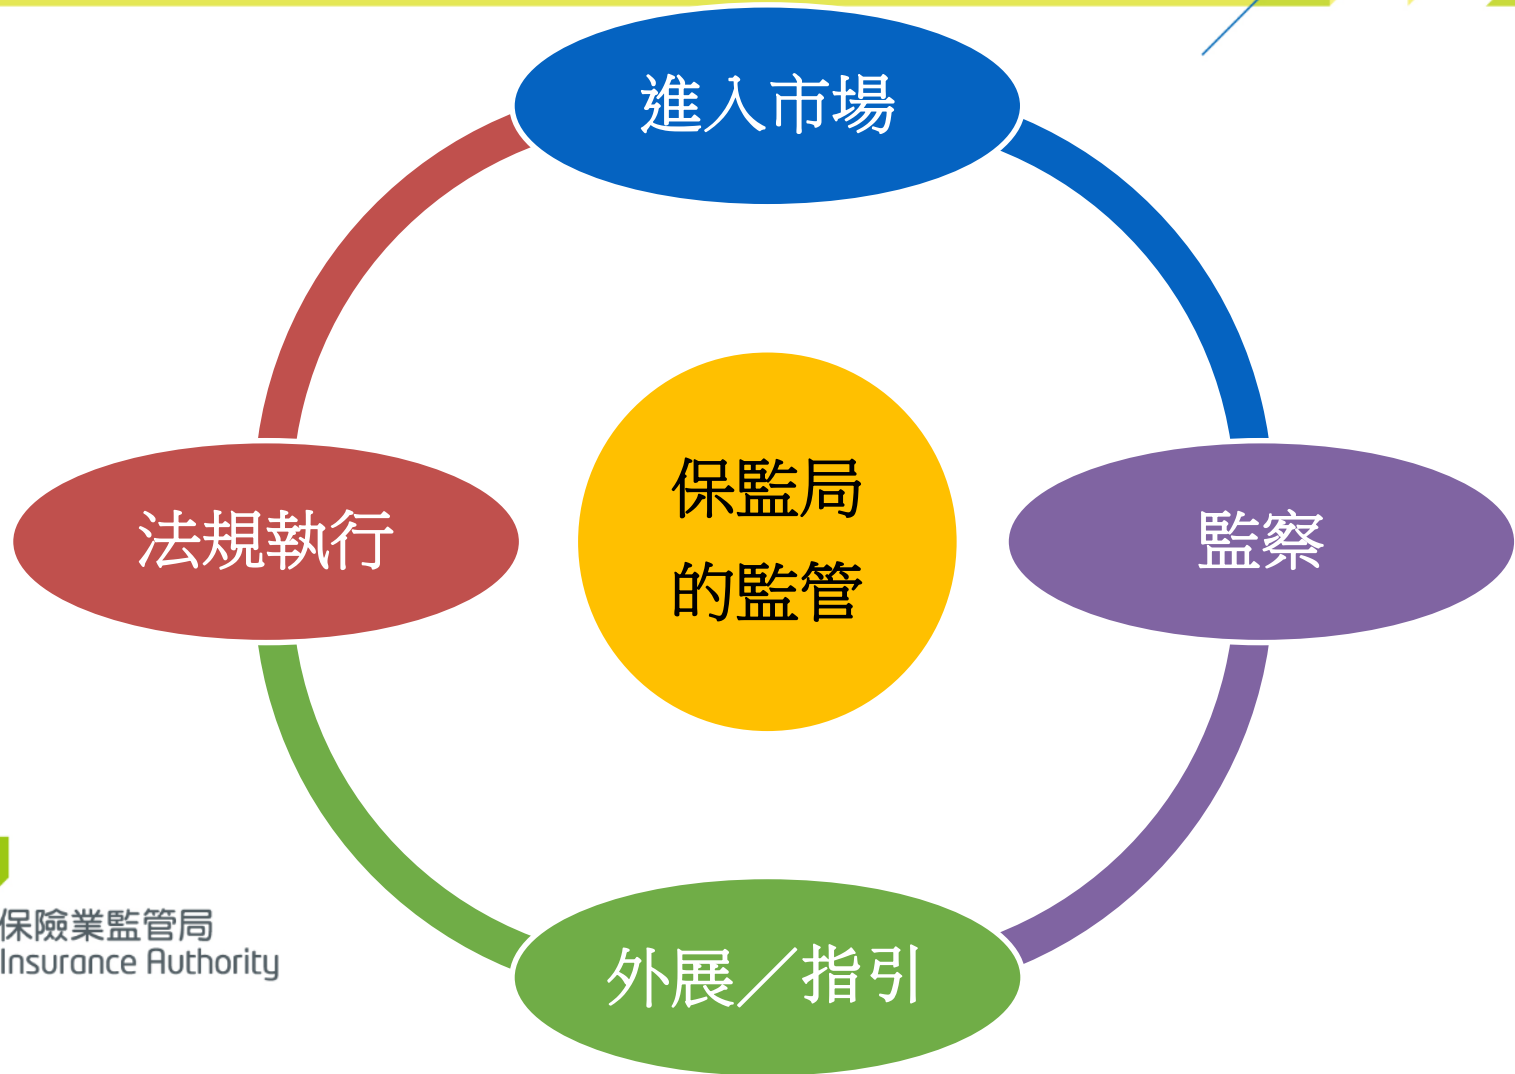 進入市場
保監局
的監管
法規執行
監察
外展／指引
保險業監管局
Insurance Authority